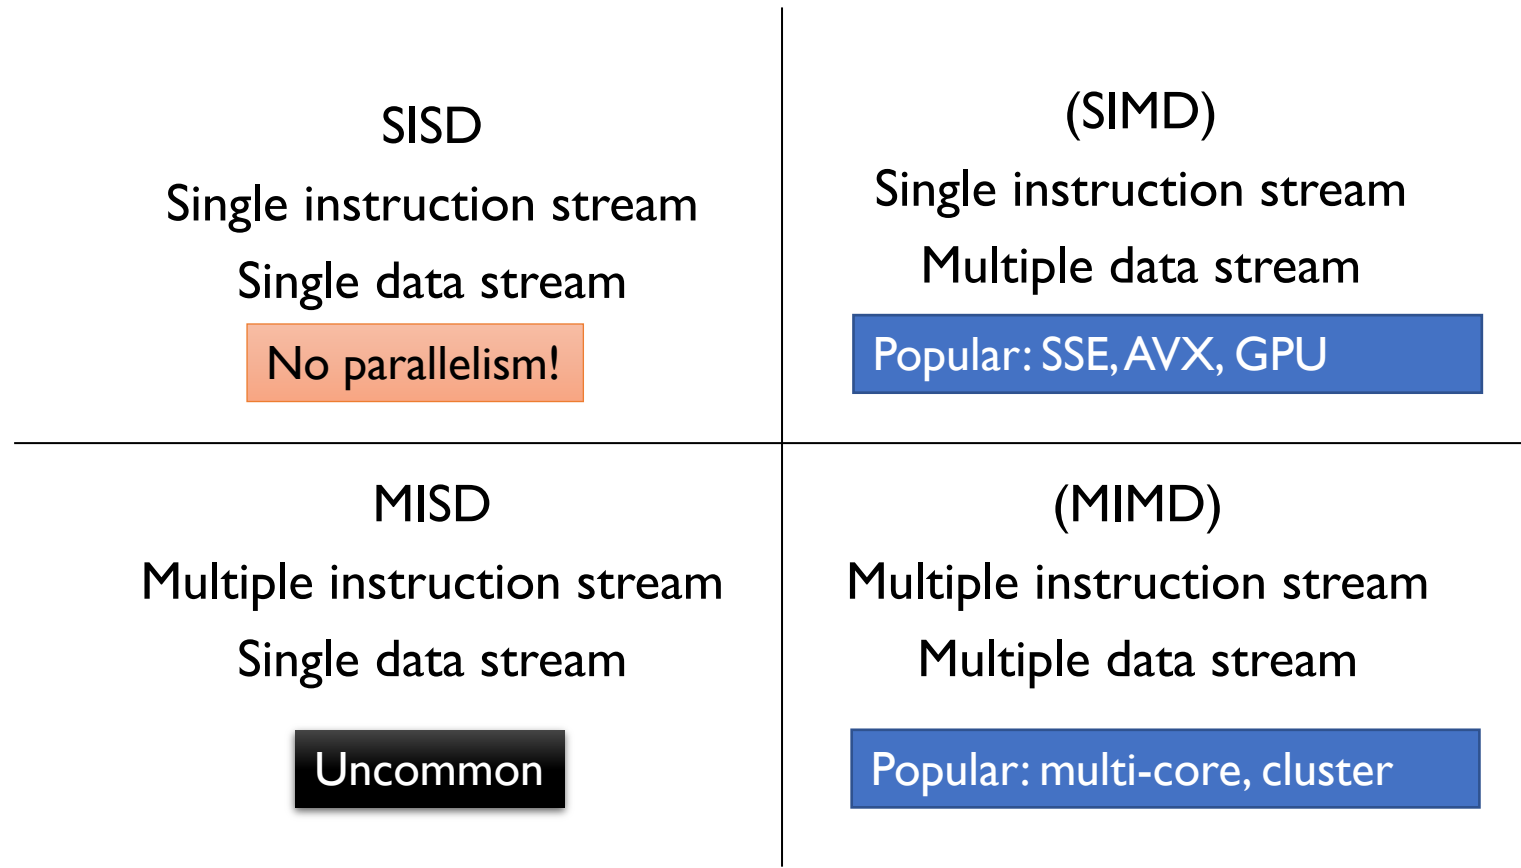 SISD
Single instruction stream
Single data stream
No parallelism!
(SIMD)
Single instruction stream
Multiple data stream
Popular: SSE, AVX, GPU
MISD
Multiple instruction stream
Single data stream
Uncommon
(MIMD)
Multiple instruction stream
Multiple data stream
Popular: multi-core, cluster